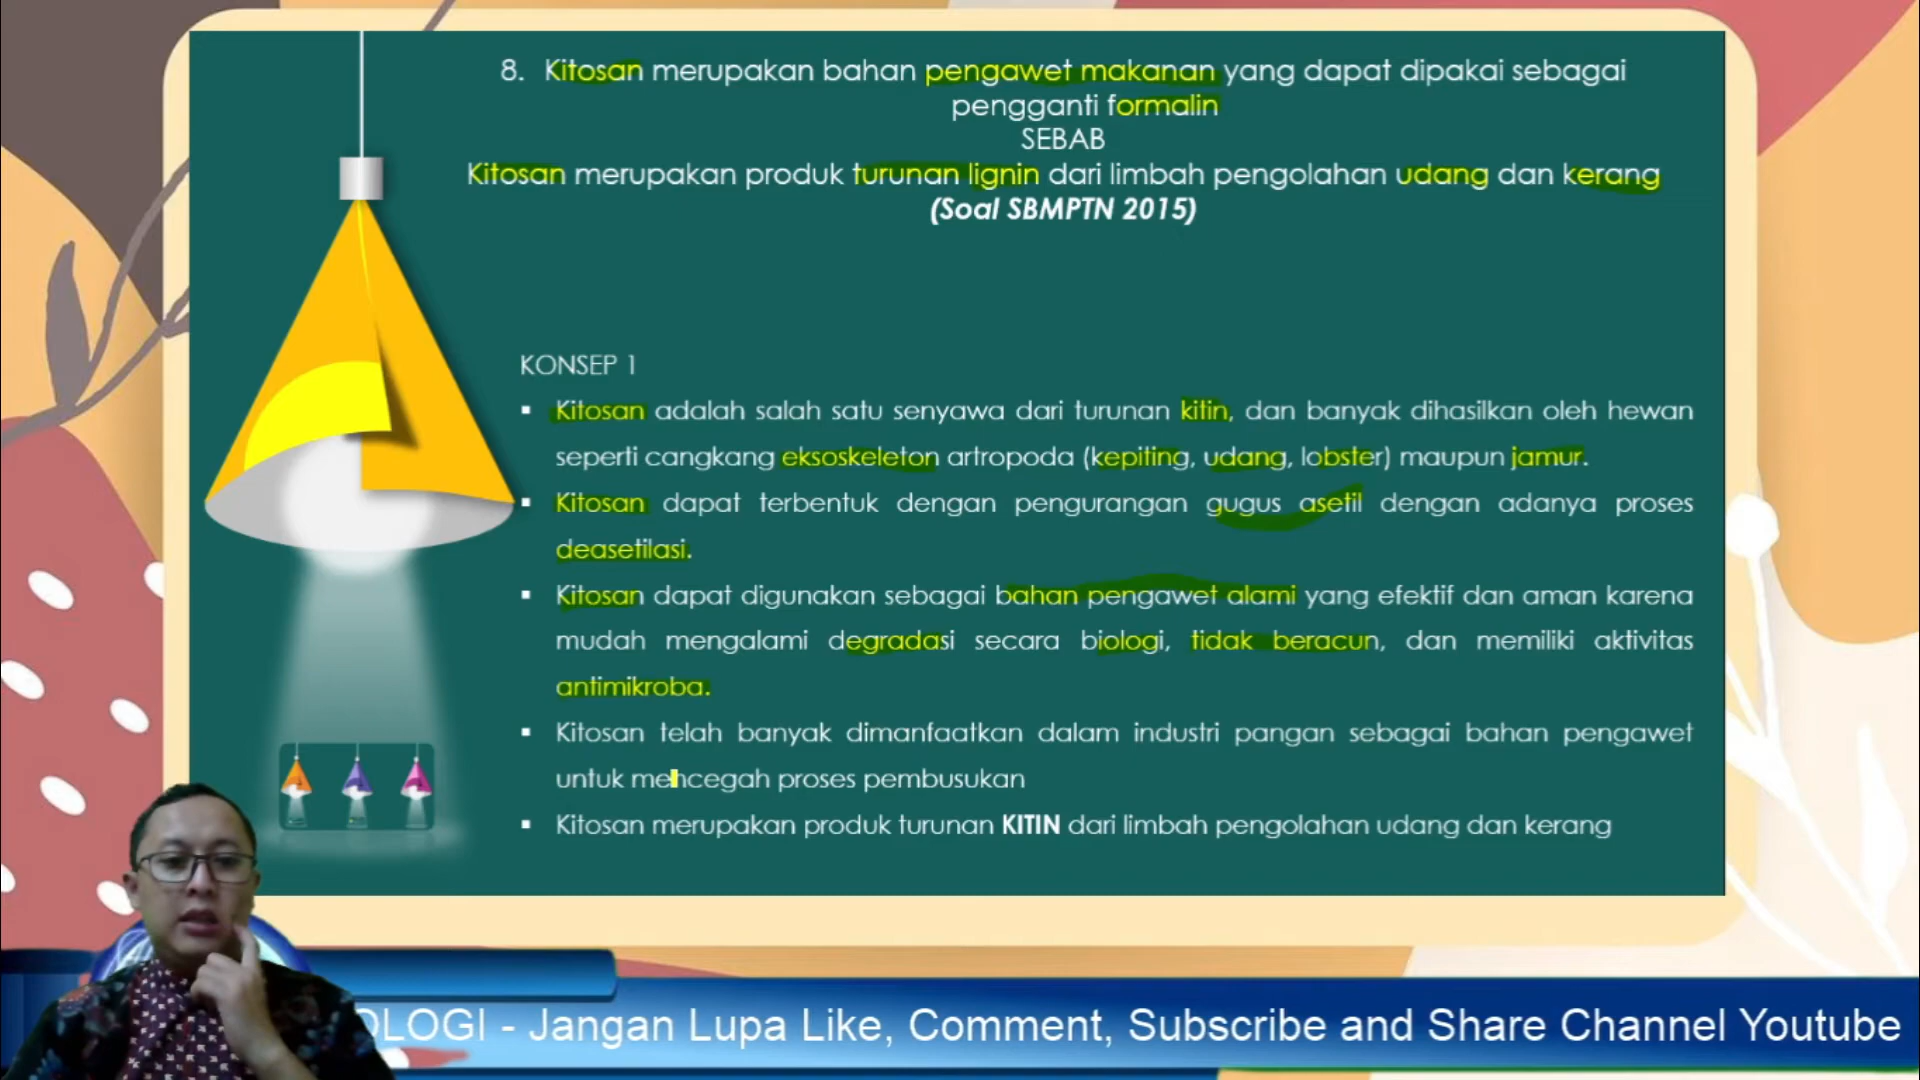 8. Kitosan merupakan bahan pengawet makanan yang dapat dipakai sebagai
pengganti formalin
SEBAB
Kitosan merupakan produk turunan lignin dari limbah pengolahan udang dan kerang
(Soal SBMPTN 2015)
KONSEP 1
▪ Kitosan adalah salah satu senyawa dari turunan kitin, dan banyak dihasilkan oleh hewan
seperti cangkang eksoskeleton artropoda (kepiting, udang, lobster) maupun jamur.
▪ Kitosan dapat terbentuk dengan pengurangan gugus asetil dengan adanya proses
deasetilasi.
▪ Kitosan dapat digunakan sebagai bahan pengawet alami yang efektif dan aman karena
mudah mengalami degradasi secara biologi, tidak beracun, dan memiliki aktivitas
antimikroba.
▪ Kitosan telah banyak dimanfaatkan dalam industri pangan sebagai bahan pengawet
untuk mencegah proses pembusukan
▪ Kitosan merupakan produk turunan KITIN dari limbah pengolahan udang dan kerang
OLOGI - Jangan Lupa Like, Comment, Subscribe and Share Channel Youtube